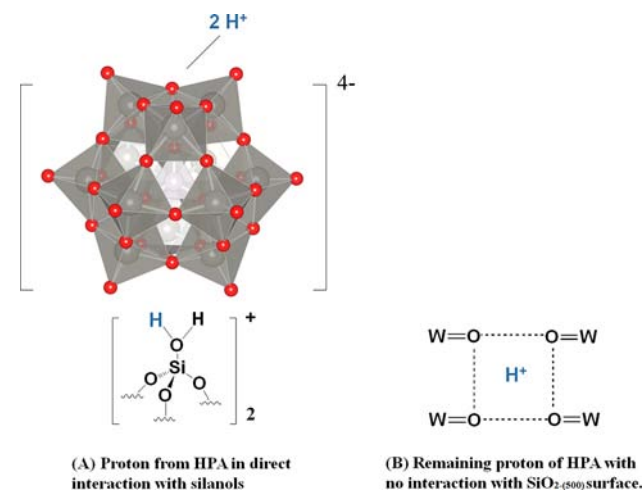 2 H+
4-
H H +
O
Si
O O O
2
W=O O=W
H+
W=O O=W
(A) Proton from HPA in direct
interaction with silanols
(B) Remaining proton of HPA with
no interaction with SiO2-(500) surface.